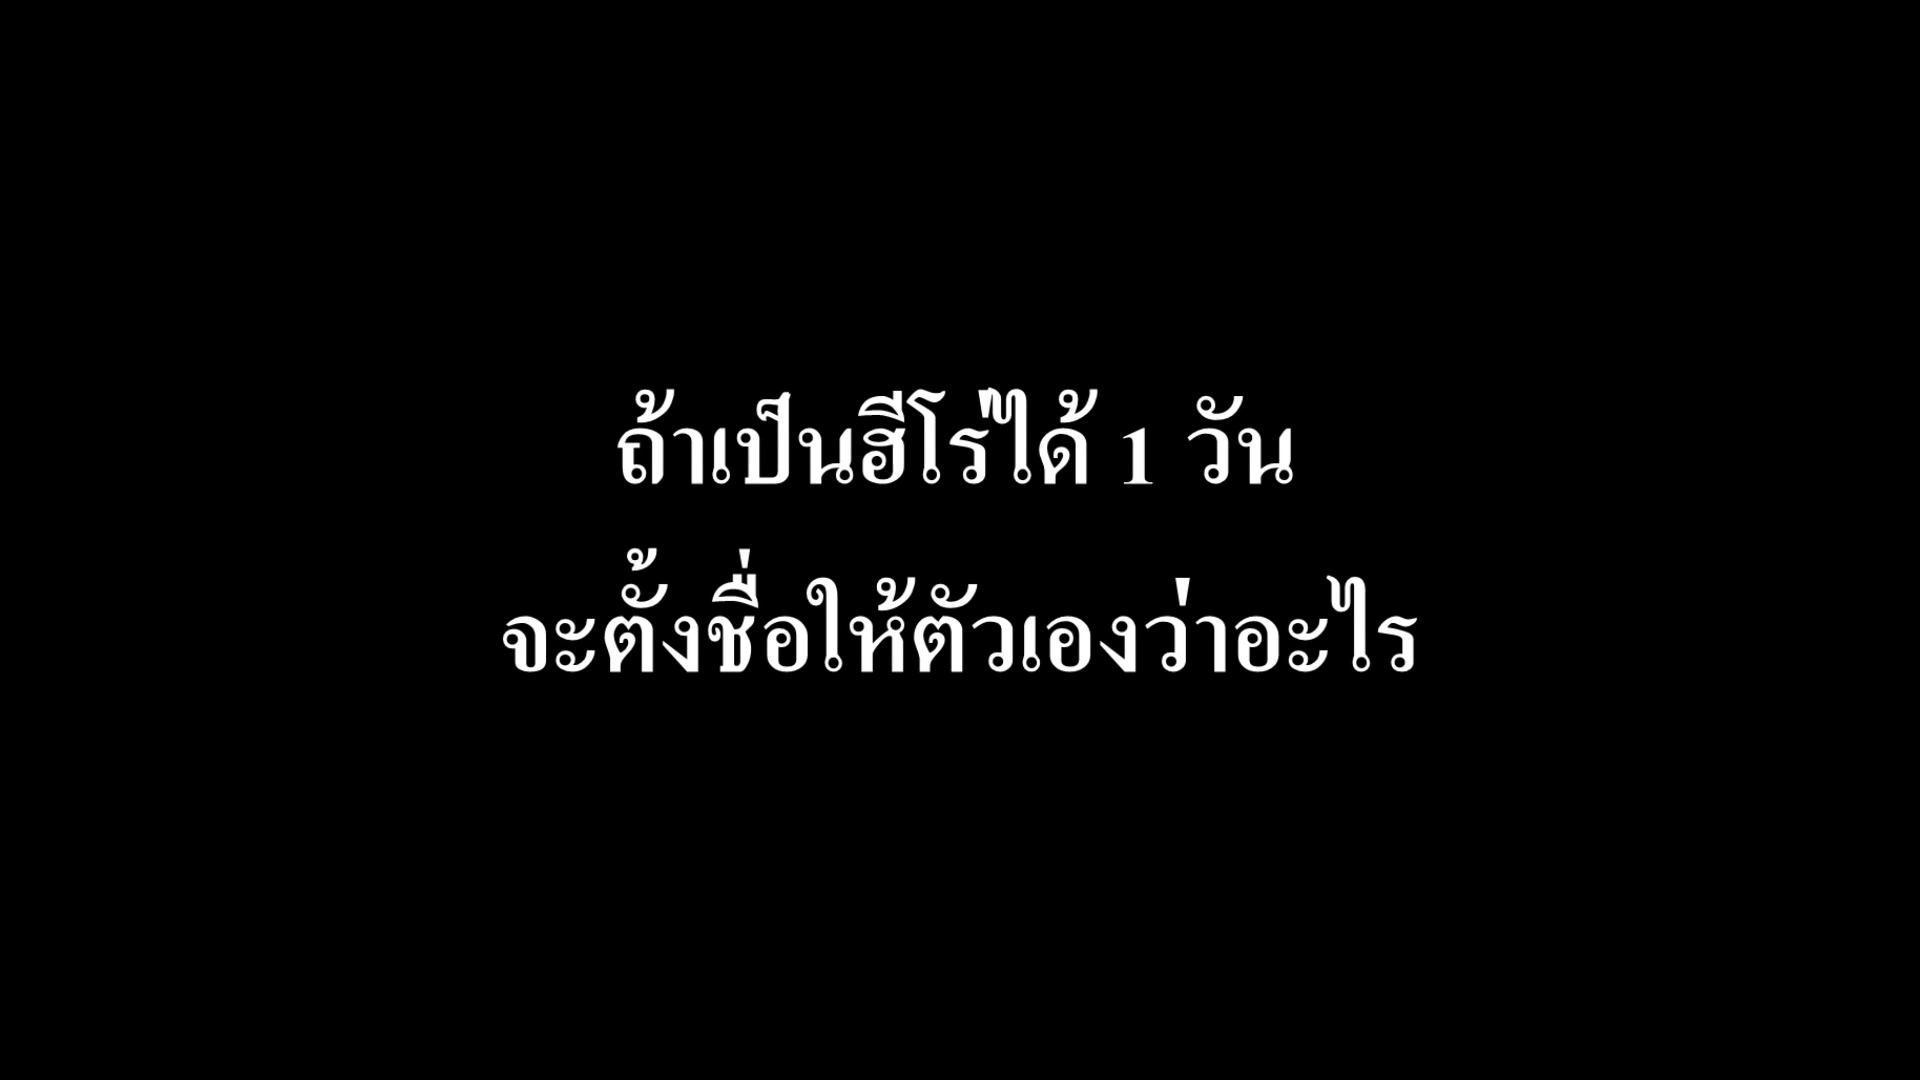 ถ้าเป็นฮีโร่ได้ 1 วัน
จะตั้งชื่อให้ตัวเองว่าอะไร